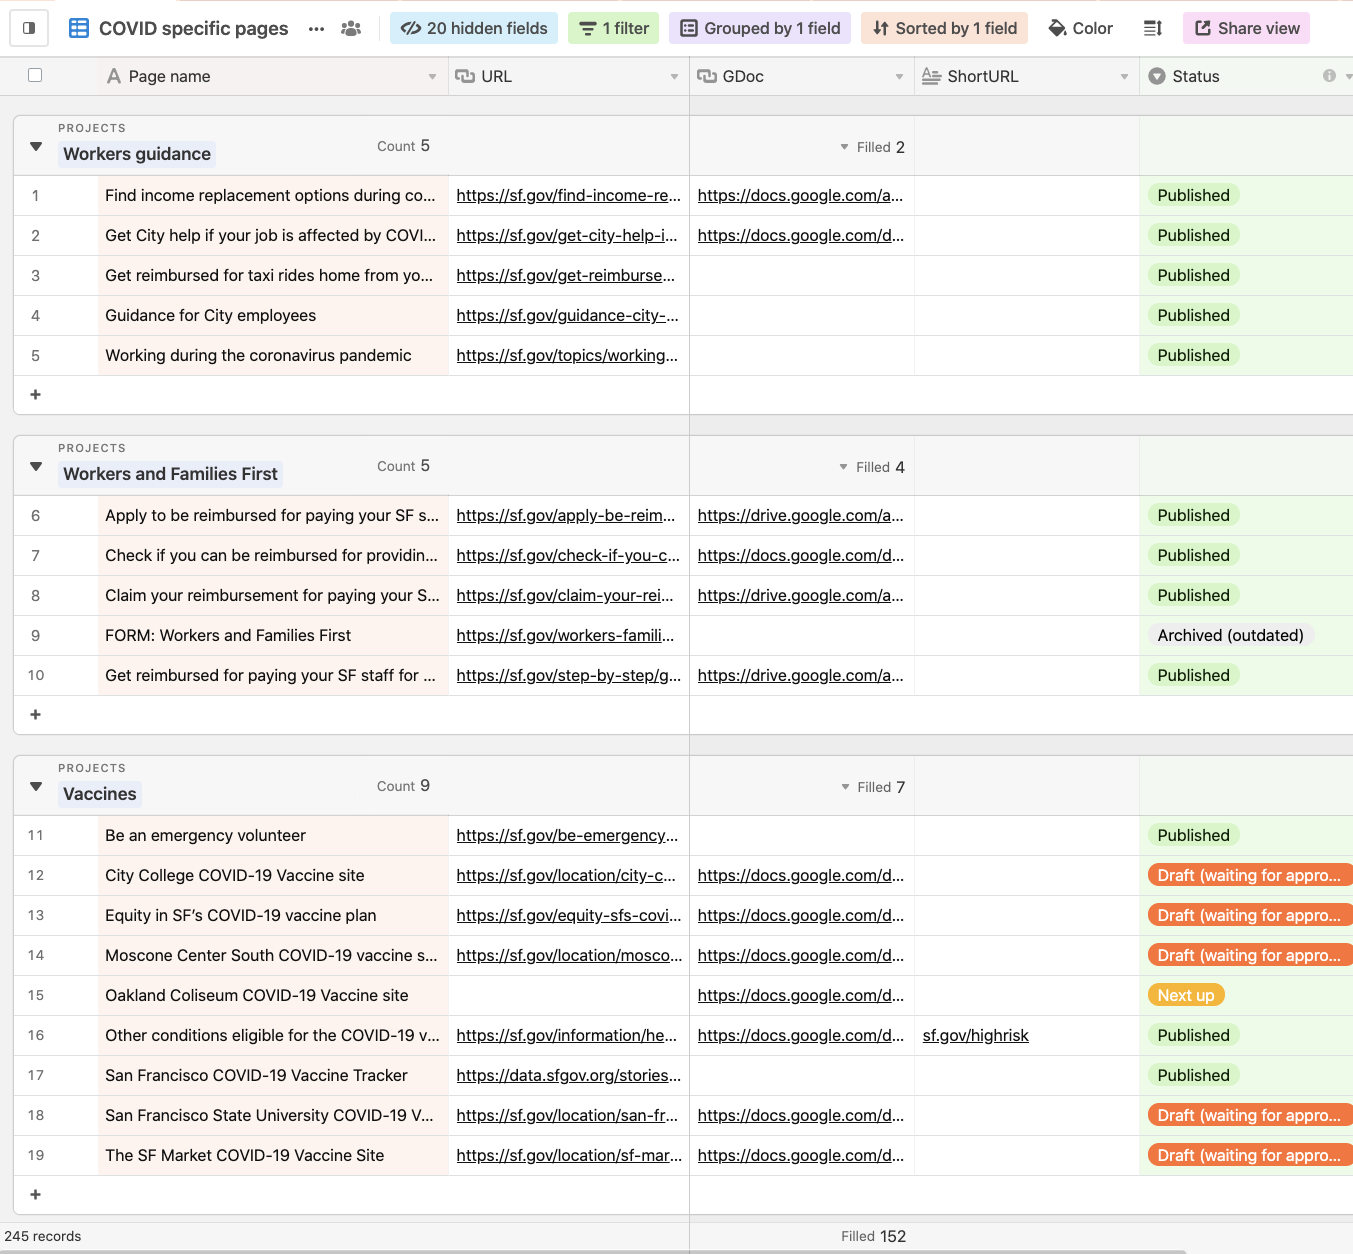 COVID specific pages ... 20 hidden fields 1 filter Grouped by 1 field Sorted by 1 field Color Share view
Page name URL GDoc ShortURL Status
PROJECTS
Workers guidance Count 5 Filled 2
1 Find income replacement options during co... https://sf.gov/find-income-re... https://docs.google.com/a... Published
2 Get City help if your job is affected by COVI... https://sf.gov/get-city-help-i... https://docs.google.com/d... Published
3 Get reimbursed for taxi rides home from yo... https://sf.gov/get-reimburse... Published
4 Guidance for City employees https://sf.gov/guidance-city-... Published
5 Working during the coronavirus pandemic https://sf.gov/topics/working... Published
+
PROJECTS
Workers and Families First Count 5 Filled 4
6 Apply to be reimbursed for paying your SF s... https://sf.gov/apply-be-reim... https://drive.google.com/a... Published
7 Check if you can be reimbursed for providin... https://sf.gov/check-if-you-c... https://docs.google.com/d... Published
8 Claim your reimbursement for paying your S... https://sf.gov/claim-your-rei... https://drive.google.com/a... Published
9 FORM: Workers and Families First https://sf.gov/workers-famili... Archived (outdated)
10 Get reimbursed for paying your SF staff for ... https://sf.gov/step-by-step/g... https://drive.google.com/a... Published
+
PROJECTS
Vaccines Count 9 Filled 7
11 Be an emergency volunteer https://sf.gov/be-emergency... Published
12 City College COVID-19 Vaccine site https://sf.gov/location/city-c... https://docs.google.com/d... Draft (waiting for appro...
13 Equity in SF’s COVID-19 vaccine plan https://sf.gov/equity-sfs-covi... https://docs.google.com/d... Draft (waiting for appro...
14 Moscone Center South COVID-19 vaccine s... https://sf.gov/location/mosco... https://docs.google.com/d... Draft (waiting for appro...
15 Oakland Coliseum COVID-19 Vaccine site https://docs.google.com/d... Next up
16 Other conditions eligible for the COVID-19 v... https://sf.gov/information/he... https://docs.google.com/d... sf.gov/highrisk Published
17 San Francisco COVID-19 Vaccine Tracker https://data.sfgov.org/stories... Published
18 San Francisco State University COVID-19 V... https://sf.gov/location/san-fr... https://docs.google.com/d... Draft (waiting for appro...
19 The SF Market COVID-19 Vaccine Site https://sf.gov/location/sf-mar... https://docs.google.com/d... Draft (waiting for appro...
+
245 records Filled 152